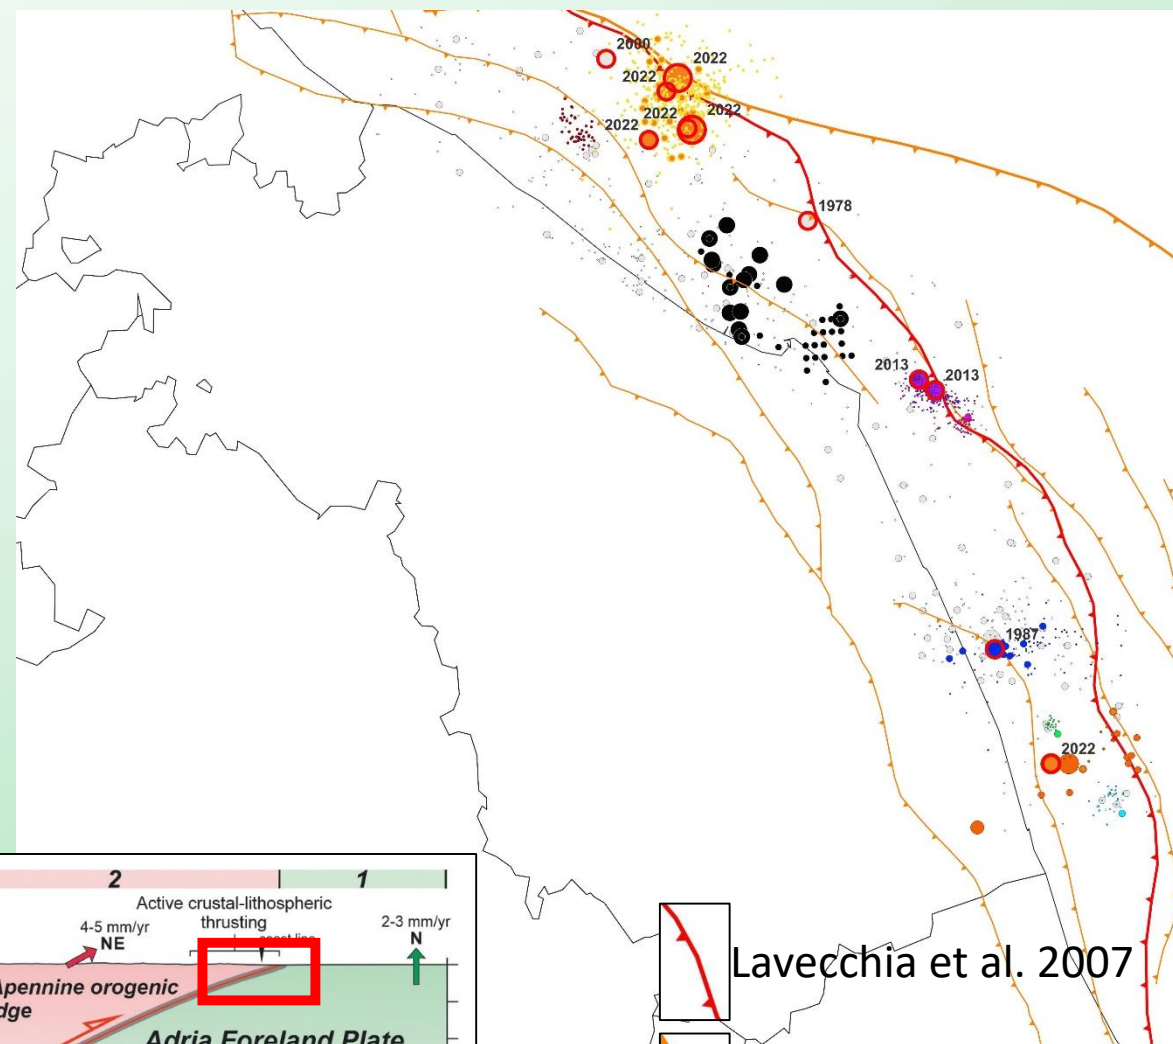 2000
2022
2022
2022
2022
2022
1978
2013
2013
1987
2022
2
1
Active crustal-lithospheric
thrusting
4-5 mm/yr
NE
2-3 mm/yr
N
Apennine orogenic
Adria Foreland Plate
Lavecchia et al. 2007